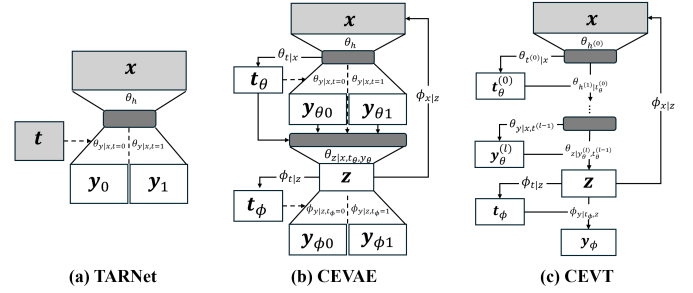 x
θ_h
t
θ_{y|x,t=0}
θ_{y|x,t=1}
y_0
y_1
(a) TARNet
x
θ_h
θ_{t|x}
t_θ
θ_{y|x,t=0}
θ_{y|x,t=1}
y_{θ0}
y_{θ1}
θ_{z|x,t_θ,y_θ}
z
ϕ_{t|z}
ϕ_{x|z}
t_ϕ
ϕ_{y|z,t_ϕ=0}
ϕ_{y|z,t_ϕ=1}
y_{ϕ0}
y_{ϕ1}
(b) CEVAE
x
θ_{h^{(0)}}
θ_{t^{(0)}|x}
t_θ^{(0)}
θ_{h^{(1)}|t_θ^{(0)}}
⋮
θ_{y|x,t^{(l-1)}}
y_θ^{(l)}
θ_{z|y_θ^{(l)},t_θ^{(l-1)}}
z
ϕ_{t|z}
ϕ_{x|z}
t_ϕ
ϕ_{y|t_ϕ,z}
y_ϕ
(c) CEVT